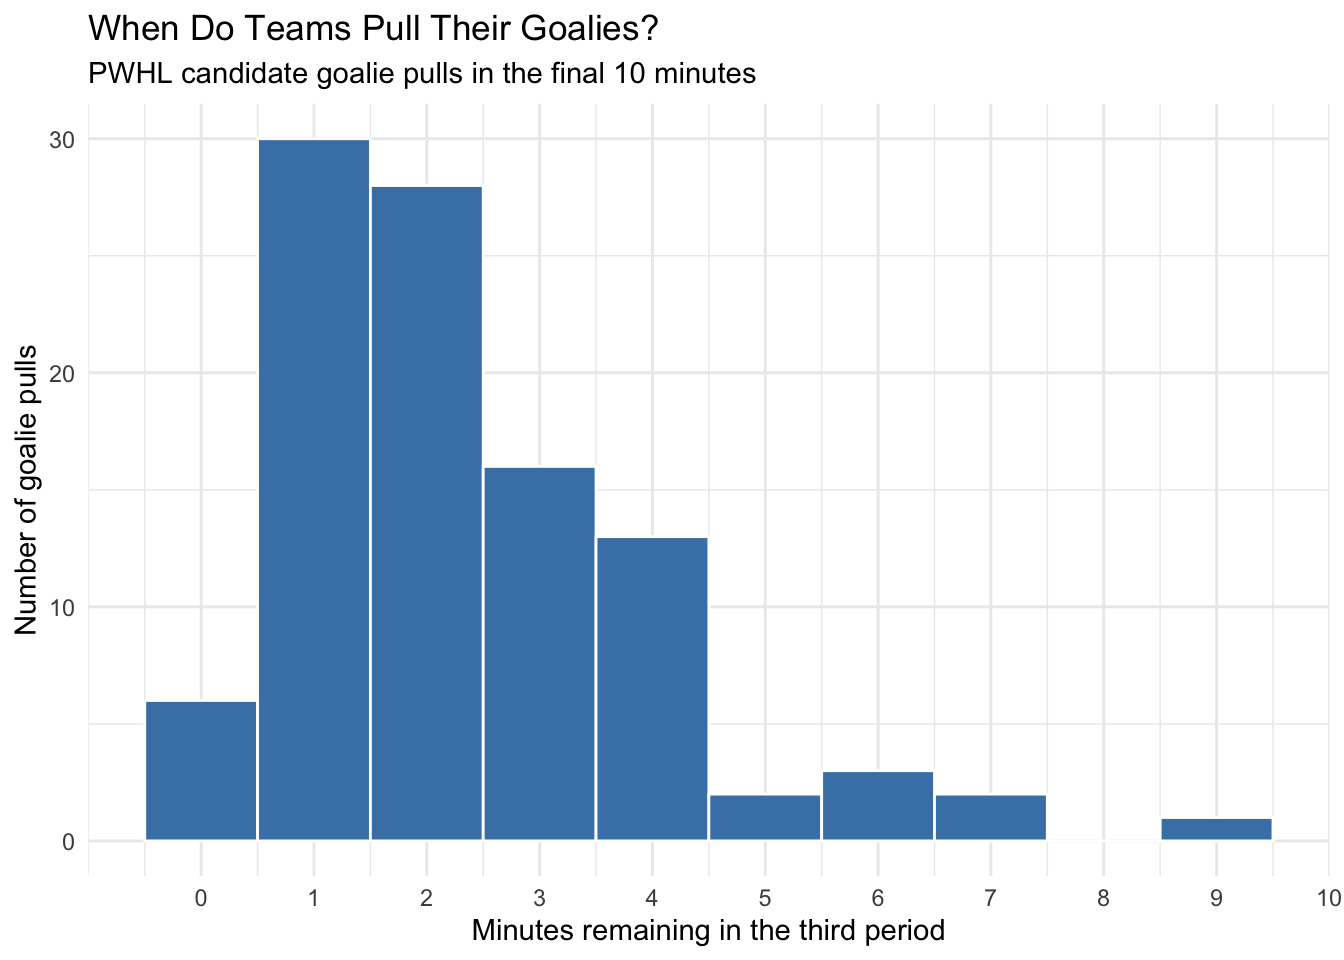 When Do Teams Pull Their Goalies?
PWHL candidate goalie pulls in the final 10 minutes
Number of goalie pulls
30
20
10
0
0 1 2 3 4 5 6 7 8 9 10
Minutes remaining in the third period